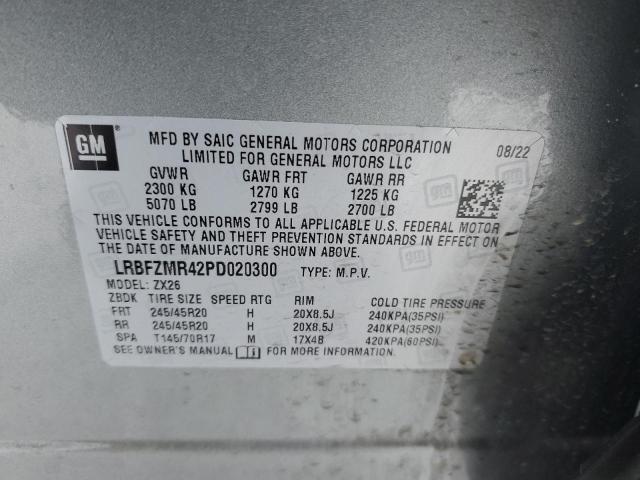 GM
MFD BY SAIC GENERAL MOTORS CORPORATION
LIMITED FOR GENERAL MOTORS LLC
08/22
GVWR GAWR FRT GAWR RR
2300 KG 1270 KG 1225 KG
5070 LB 2799 LB 2700 LB
THIS VEHICLE CONFORMS TO ALL APPLICABLE U.S. FEDERAL MOTOR
VEHICLE SAFETY AND THEFT PREVENTION STANDARDS IN EFFECT ON
THE DATE OF MANUFACTURE SHOWN ABOVE.
LRBFZMR42PD020300 TYPE: M.P.V.
MODEL: ZX26
ZBDK TIRE SIZE SPEED RTG RIM COLD TIRE PRESSURE
FRT 245/45R20 H 20X8.5J 240KPA(35PSI)
RR 245/45R20 H 20X8.5J 240KPA(35PSI)
SPA T145/70R17 M 17X4B 420KPA(60PSI)
SEE OWNER'S MANUAL FOR MORE INFORMATION.